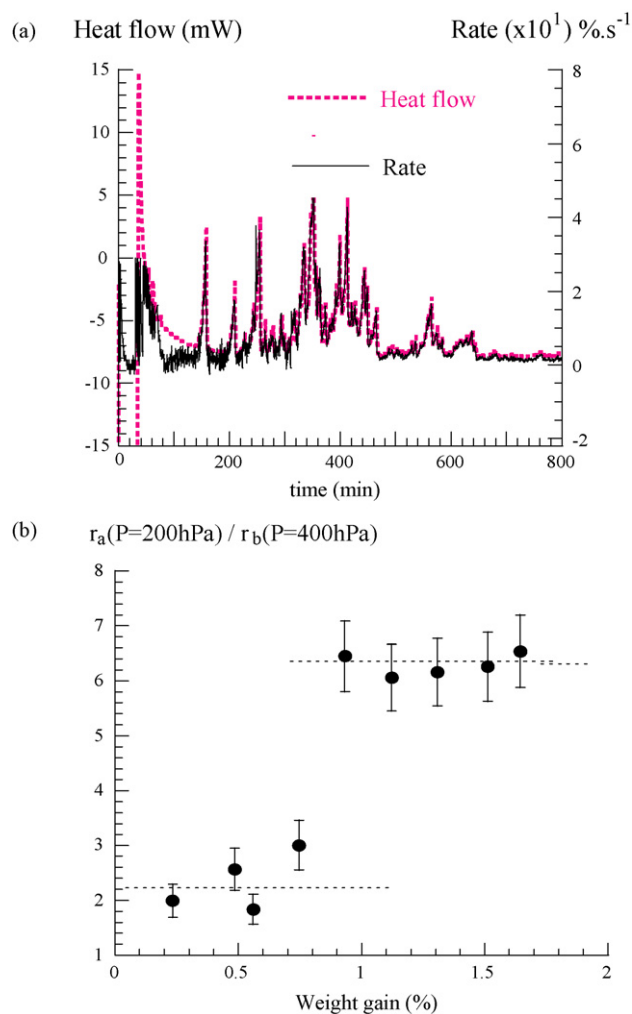 (a) Heat flow (mW) Rate (x10¹) %.s⁻¹
15 8
Heat flow
10 6
Rate
5 4
0
2
-5
-10 0
-15 -2
0 200 400 600 800
time (min)
(b) rₐ(P=200hPa) / r_b(P=400hPa)
8
7
6
5
4
3
2
1
0 0.5 1 1.5 2
Weight gain (%)